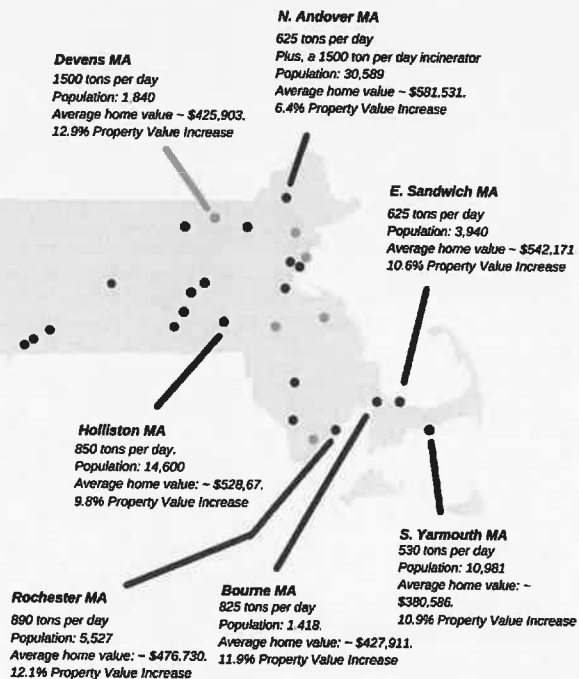 N. Andover MA
625 tons per day
Plus, a 1500 ton per day incinerator
Population: 30,589
Average home value ~ $581,531.
6.4% Property Value Increase
Devens MA
1500 tons per day
Population: 1,840
Average home value ~ $425,903.
12.9% Property Value Increase
E. Sandwich MA
625 tons per day
Population: 3,940
Average home value ~ $542,171
10.6% Property Value Increase
Holliston MA
850 tons per day.
Population: 14,600
Average home value: ~ $528,67.
9.8% Property Value Increase
S. Yarmouth MA
530 tons per day
Population: 10,981
Average home value: ~
$380,586.
10.9% Property Value Increase
Rochester MA
890 tons per day
Population: 5,527
Average home value: ~ $476,730.
12.1% Property Value Increase
Bourne MA
825 tons per day
Population: 1,418.
Average home value: ~ $427,911.
11.9% Property Value Increase